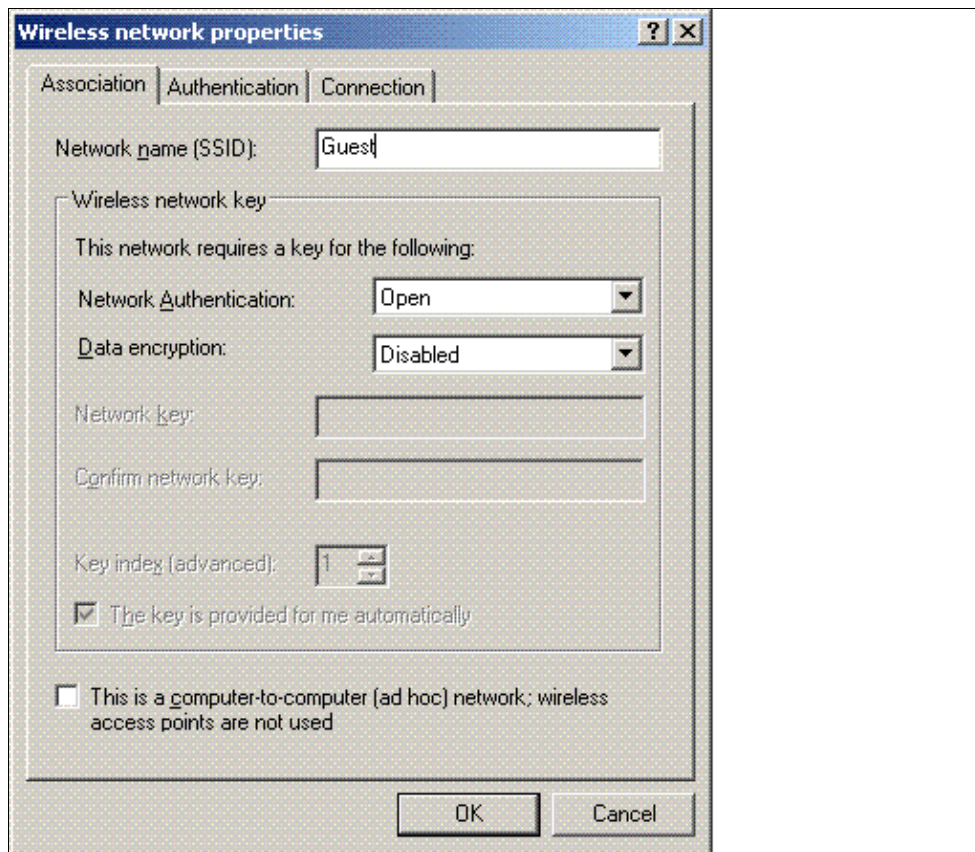 Wireless network properties
Association Authentication Connection
Network name (SSID): Guest
Wireless network key
This network requires a key for the following:
Network Authentication: Open
Data encryption: Disabled
Network key:
Confirm network key:
Key index (advanced): 1
The key is provided for me automatically
This is a computer-to-computer (ad hoc) network; wireless
access points are not used
OK Cancel